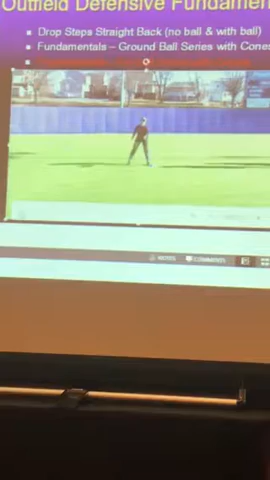 Outfield Defensive Fundamen
Drop Steps Straight Back (no ball & with ball)
Fundamentals – Ground Ball Series with Cones
NOTES COMMENTS